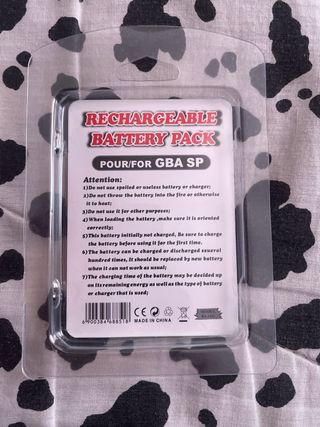 RECHARGEABLE
BATTERY PACK
POUR/FOR GBA SP
Attention:
1)Do not use spoiled or useless battery or charger;
2)Do not throw the battery into the fire or otherwise
it to heat;
3)Do not use it for other purposes;
4)When loading the battery ,make sure it is oriented
correctly;
5)This battery initially not charged, Be sure to charge
the battery before using it for the first time.
6)The battery can be charged or discharged seveural
hundred times, It should be replaced by new battery
when it can not work as usual;
7)The charging time of the battery may be decided up
on its remaining energy as well as the type of battery
or charger that is used;
6900384686518
CE
MADE IN CHINA